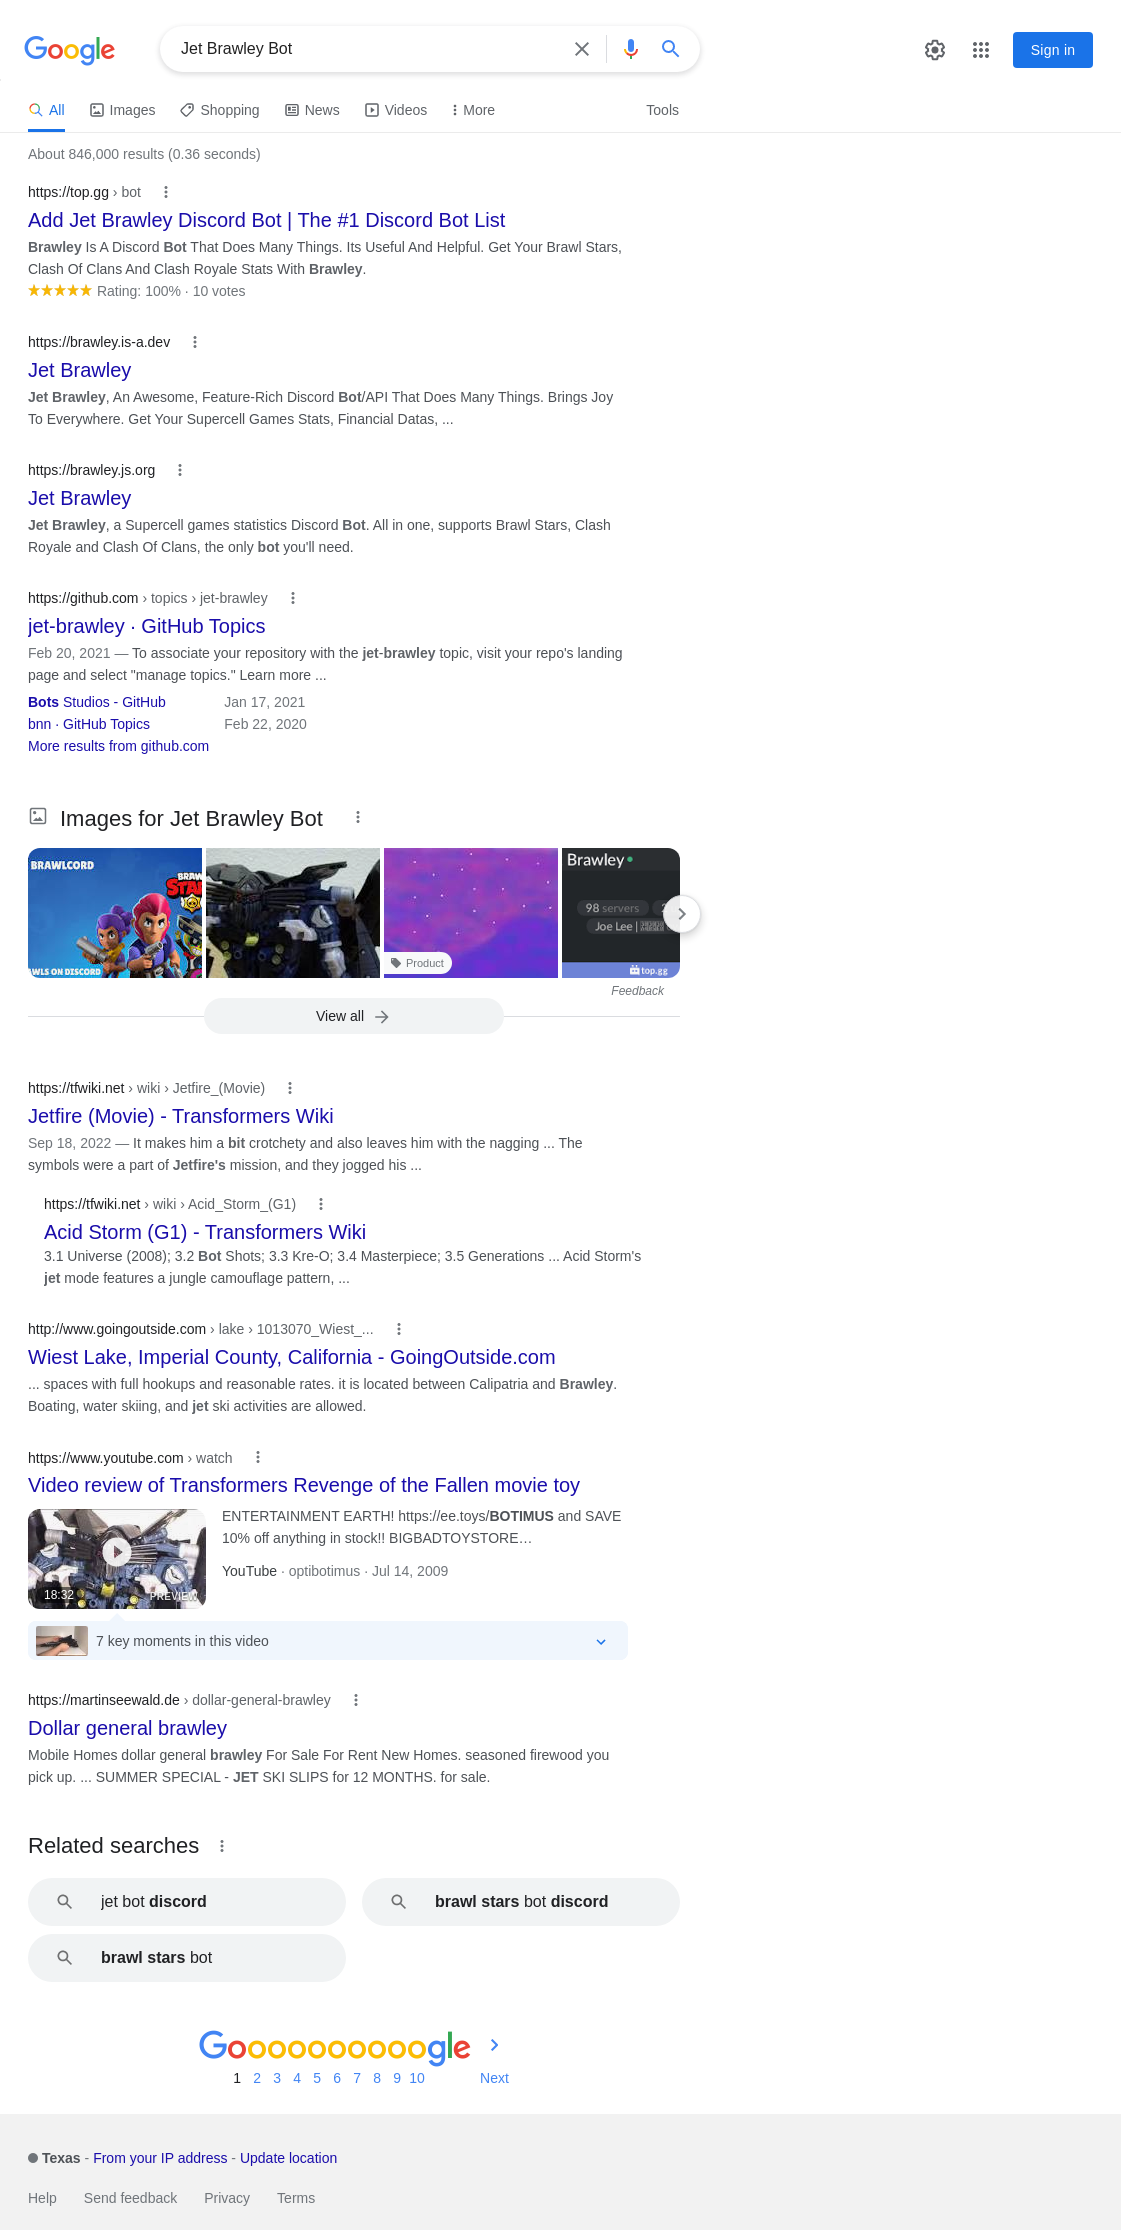 Google
Jet Brawley Bot
Sign in
All
Images
Shopping
News
Videos
More
Tools
About 846,000 results (0.36 seconds)
https://top.gg › bot
Add Jet Brawley Discord Bot | The #1 Discord Bot List
Brawley Is A Discord Bot That Does Many Things. Its Useful And Helpful. Get Your Brawl Stars,
Clash Of Clans And Clash Royale Stats With Brawley.
Rating: 100% · 10 votes
https://brawley.is-a.dev
Jet Brawley
Jet Brawley, An Awesome, Feature-Rich Discord Bot/API That Does Many Things. Brings Joy
To Everywhere. Get Your Supercell Games Stats, Financial Datas, ...
https://brawley.js.org
Jet Brawley
Jet Brawley, a Supercell games statistics Discord Bot. All in one, supports Brawl Stars, Clash
Royale and Clash Of Clans, the only bot you'll need.
https://github.com › topics › jet-brawley
jet-brawley · GitHub Topics
Feb 20, 2021 — To associate your repository with the jet-brawley topic, visit your repo's landing
page and select "manage topics." Learn more ...
Bots Studios - GitHub Jan 17, 2021
bnn · GitHub Topics Feb 22, 2020
More results from github.com
Images for Jet Brawley Bot
BRAWLCORD
BRAW
STAR
AWLS ON DISCORD
Product
Brawley
98 servers
Joe Lee |
top.gg
Feedback
View all
https://tfwiki.net › wiki › Jetfire_(Movie)
Jetfire (Movie) - Transformers Wiki
Sep 18, 2022 — It makes him a bit crotchety and also leaves him with the nagging ... The
symbols were a part of Jetfire's mission, and they jogged his ...
https://tfwiki.net › wiki › Acid_Storm_(G1)
Acid Storm (G1) - Transformers Wiki
3.1 Universe (2008); 3.2 Bot Shots; 3.3 Kre-O; 3.4 Masterpiece; 3.5 Generations ... Acid Storm's
jet mode features a jungle camouflage pattern, ...
http://www.goingoutside.com › lake › 1013070_Wiest_...
Wiest Lake, Imperial County, California - GoingOutside.com
... spaces with full hookups and reasonable rates. it is located between Calipatria and Brawley.
Boating, water skiing, and jet ski activities are allowed.
https://www.youtube.com › watch
Video review of Transformers Revenge of the Fallen movie toy
ENTERTAINMENT EARTH! https://ee.toys/BOTIMUS and SAVE
10% off anything in stock!! BIGBADTOYSTORE...
YouTube · optibotimus · Jul 14, 2009
18:32
PREVIEW
7 key moments in this video
https://martinseewald.de › dollar-general-brawley
Dollar general brawley
Mobile Homes dollar general brawley For Sale For Rent New Homes. seasoned firewood you
pick up. ... SUMMER SPECIAL - JET SKI SLIPS for 12 MONTHS. for sale.
Related searches
jet bot discord
brawl stars bot discord
brawl stars bot
Goooooooooogle
1 2 3 4 5 6 7 8 9 10 Next
Texas - From your IP address - Update location
Help Send feedback Privacy Terms